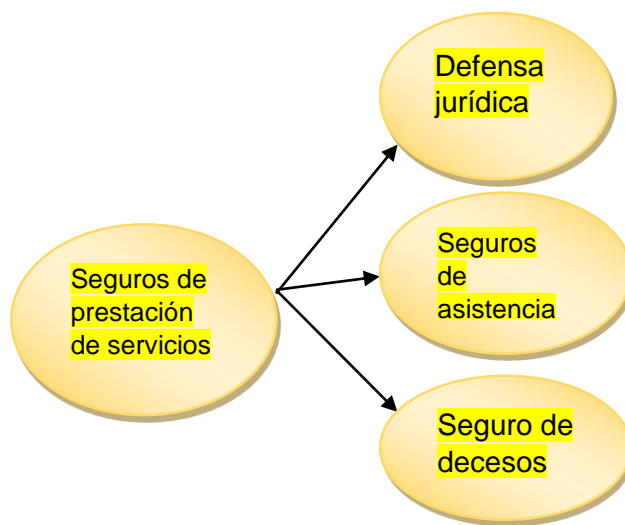 Defensa
jurídica
Seguros de
prestación
de servicios
Seguros
de
asistencia
Seguro de
decesos